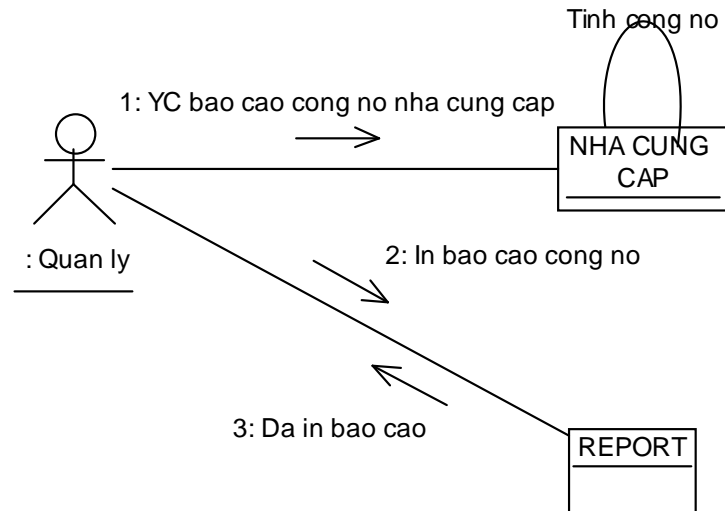 Tinh cong no
1: YC bao cao cong no nha cung cap
NHA CUNG
CAP
: Quan ly
2: In bao cao cong no
3: Da in bao cao
REPORT